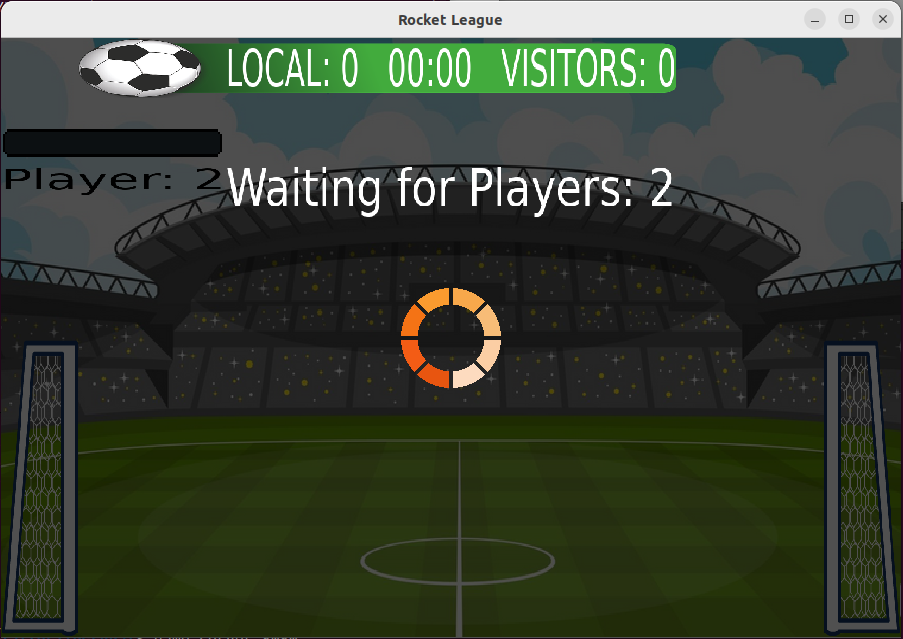 Rocket League
LOCAL: 0 00:00 VISITORS: 0
Player: 2
Waiting for Players: 2